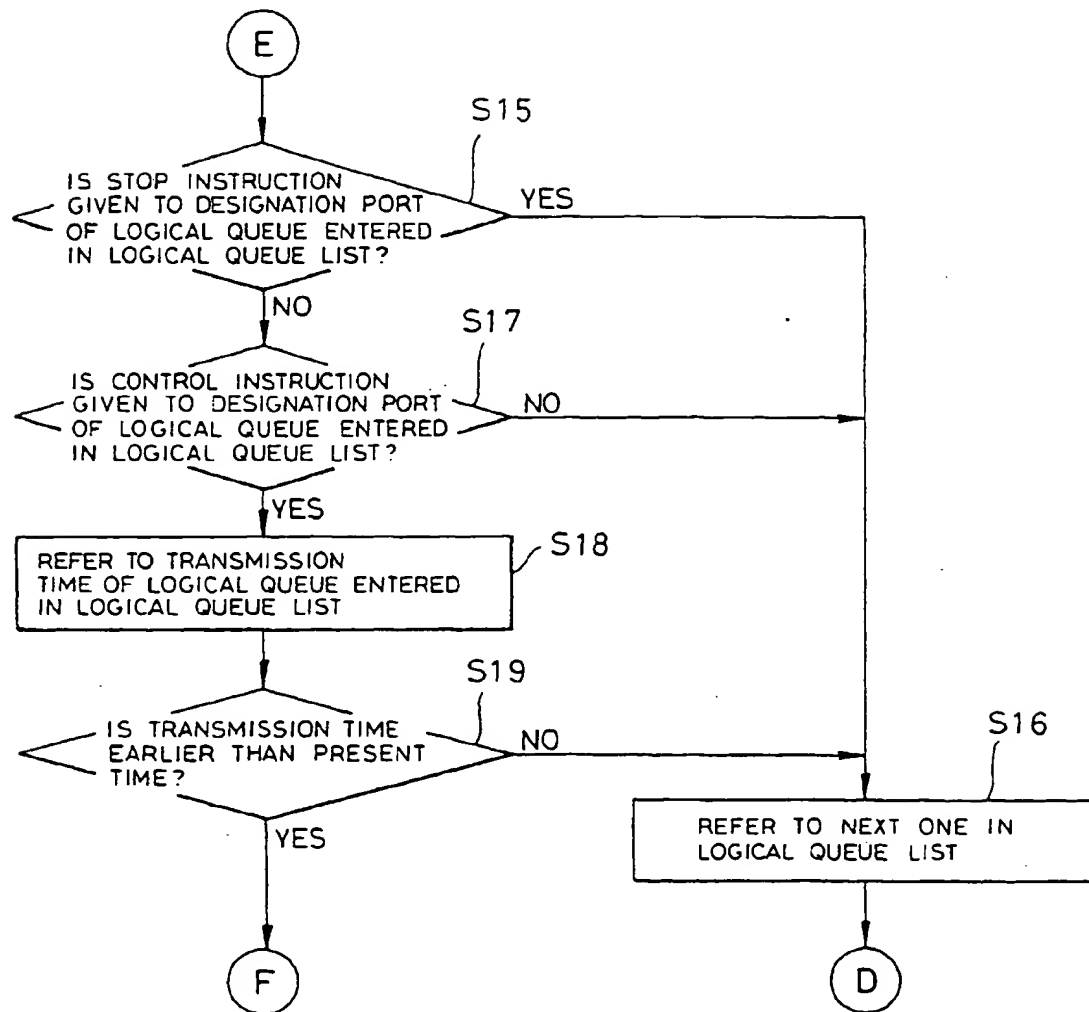 E
S15
IS STOP INSTRUCTION
GIVEN TO DESIGNATION PORT
OF LOGICAL QUEUE ENTERED
IN LOGICAL QUEUE LIST?
YES
NO
S17
IS CONTROL INSTRUCTION
GIVEN TO DESIGNATION PORT
OF LOGICAL QUEUE ENTERED
IN LOGICAL QUEUE LIST?
NO
YES
S18
REFER TO TRANSMISSION
TIME OF LOGICAL QUEUE ENTERED
IN LOGICAL QUEUE LIST
S19
IS TRANSMISSION TIME
EARLIER THAN PRESENT
TIME?
NO
YES
S16
REFER TO NEXT ONE IN
LOGICAL QUEUE LIST
F
D